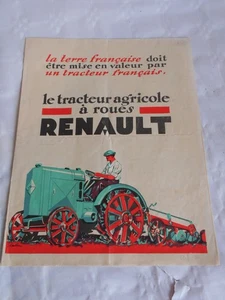 la terre française doit
être mise en valeur par
un tracteur français.
le tracteur agricole
à roues
RENAULT